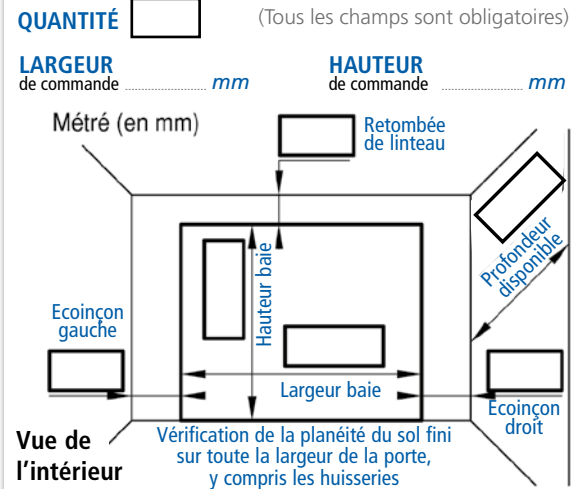 QUANTITÉ
(Tous les champs sont obligatoires)
LARGEUR
de commande ..................... mm
HAUTEUR
de commande ..................... mm
Métré (en mm)
Retombée
de linteau
Profondeur
disponible
Hauteur baie
Ecoinçon
gauche
Largeur baie
Ecoinçon
droit
Vue de
l'intérieur
Vérification de la planéité du sol fini
sur toute la largeur de la porte,
y compris les huisseries